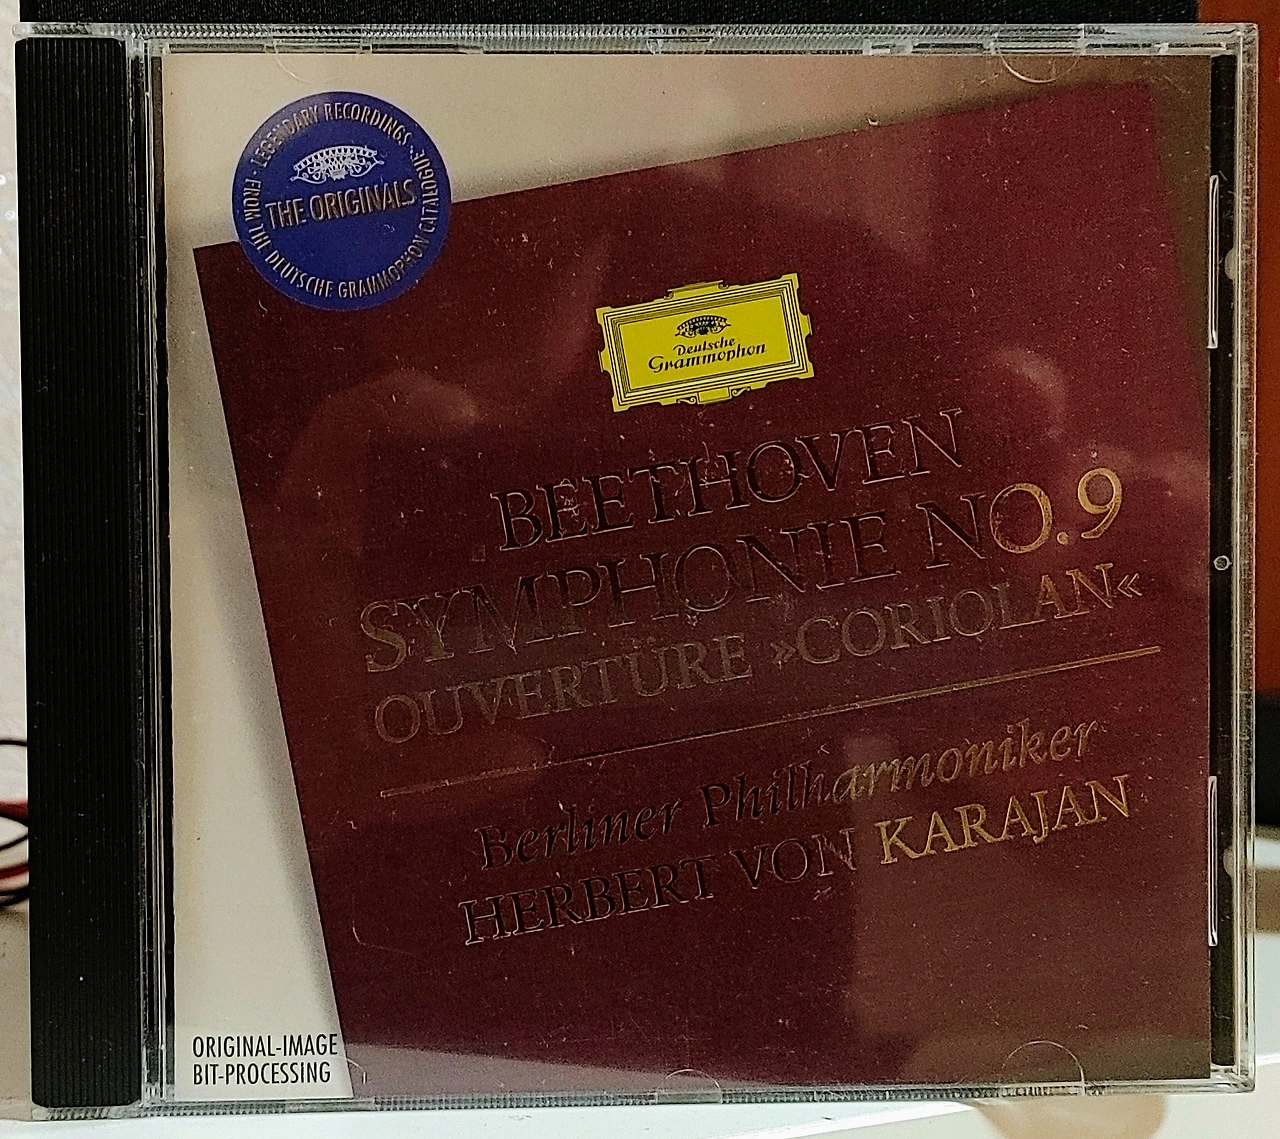 LEGENDARY RECORDINGS · FROM THE DEUTSCHE GRAMMOPHON CATALOGUE ·
THE ORIGINALS
Deutsche
Grammophon
BEETHOVEN
SYMPHONIE NO. 9
OUVERTÜRE »CORIOLAN«
Berliner Philharmoniker
HERBERT VON KARAJAN
ORIGINAL-IMAGE
BIT-PROCESSING